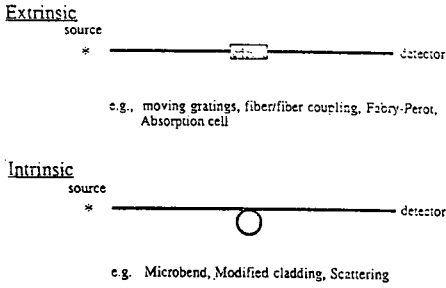 Extrinsic
source
* detector
e.g., moving gratings, fiber/fiber coupling, Fabry-Perot,
Absorption cell
Intrinsic
source
* detector
e.g. Microbend, Modified cladding, Scattering